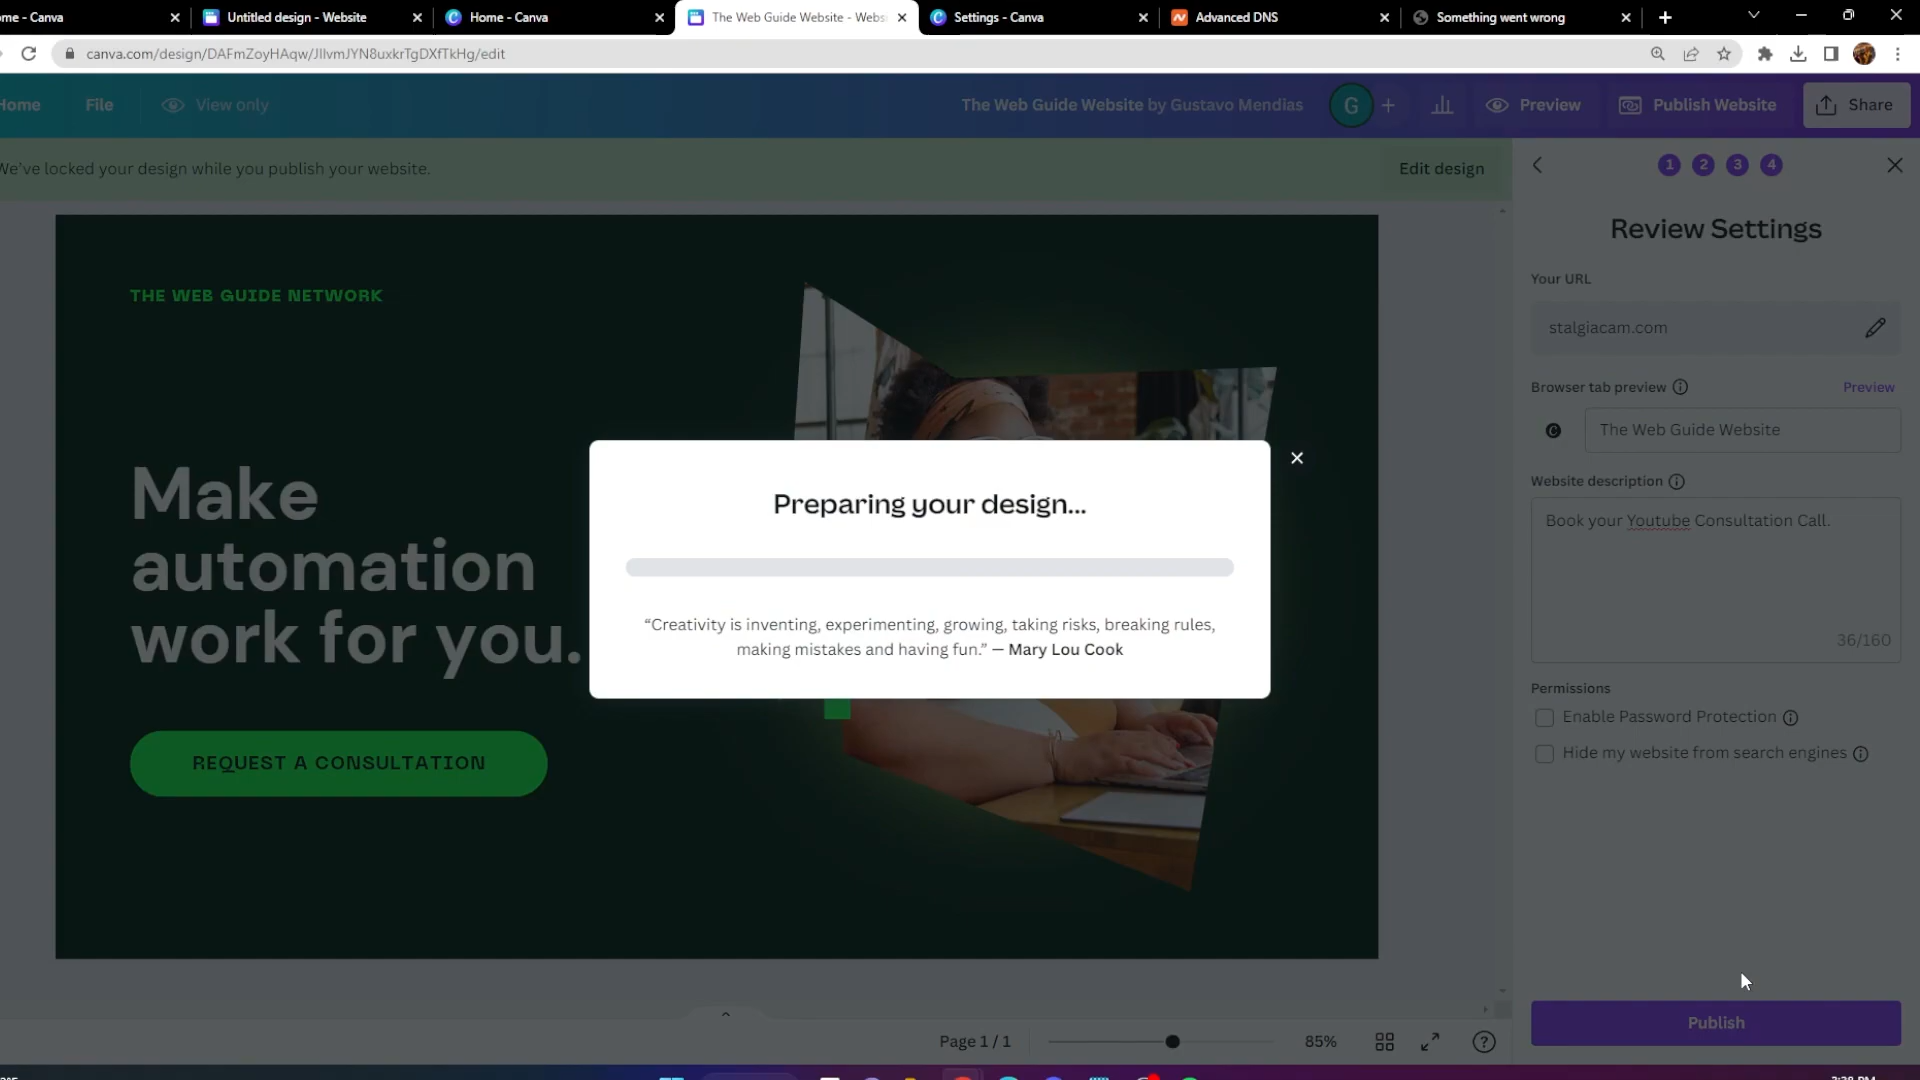 ome - Canva
Untitled design - Website
Home - Canva
The Web Guide Website - Webs
Settings - Canva
Advanced DNS
Something went wrong
canva.com/design/DAFmZoyHAqw/JIIvmJYN8uxkrTgDXfTkHg/edit
Home
File
View only
The Web Guide Website by Gustavo Mendias
G
Preview
Publish Website
Share
We've locked your design while you publish your website.
Edit design
1 2 3 4
Review Settings
Your URL
stalgiacam.com
Browser tab preview
Preview
The Web Guide Website
Website description
Book your Youtube Consultation Call.
36/160
Permissions
Enable Password Protection
Hide my website from search engines
Publish
THE WEB GUIDE NETWORK
Make
automation
work for you.
REQUEST A CONSULTATION
Preparing your design...
“Creativity is inventing, experimenting, growing, taking risks, breaking rules,
making mistakes and having fun.” — Mary Lou Cook
Page 1 / 1
85%